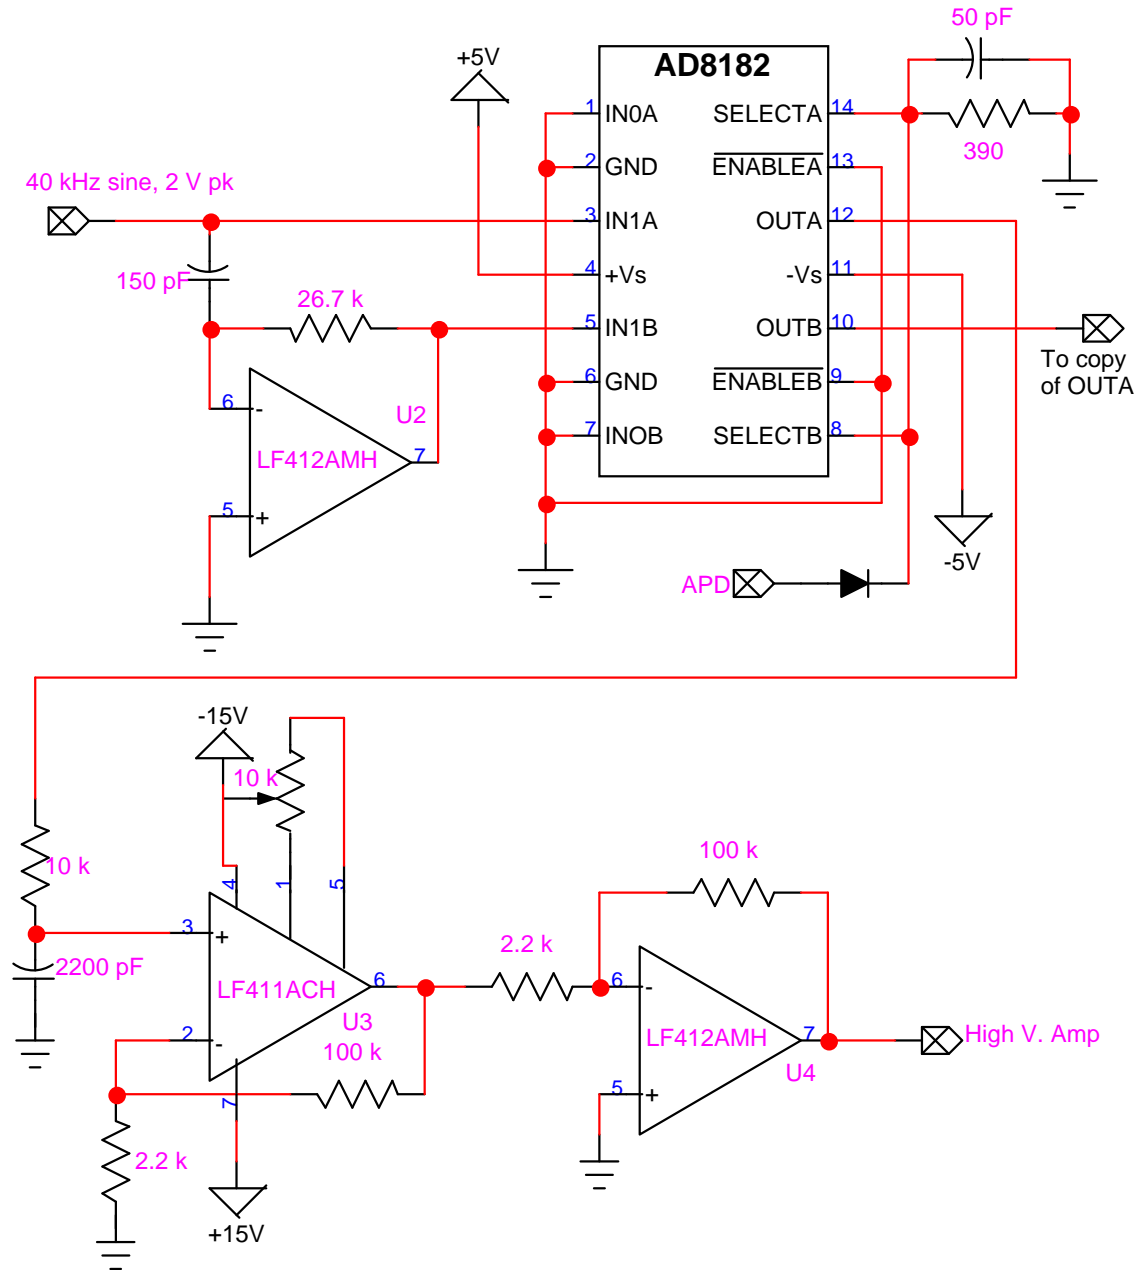 50 pF
+5V
AD8182
1 IN0A SELECTA 14
390
2 GND ENABLEA 13
40 kHz sine, 2 V pk
3 IN1A OUTA 12
150 pF
4 +Vs -Vs 11
26.7 k
5 IN1B OUTB 10
To copy
of OUTA
6 GND ENABLEB 9
6 -
U2
7 INOB SELECTB 8
LF412AMH 7
5 +
-5V
APD
-15V
10 k
10 k
4 1 5
100 k
3 +
2.2 k
2200 pF
LF411ACH 6
6 -
U3
2 -
100 k
LF412AMH 7
High V. Amp
U4
5 +
7
2.2 k
+15V